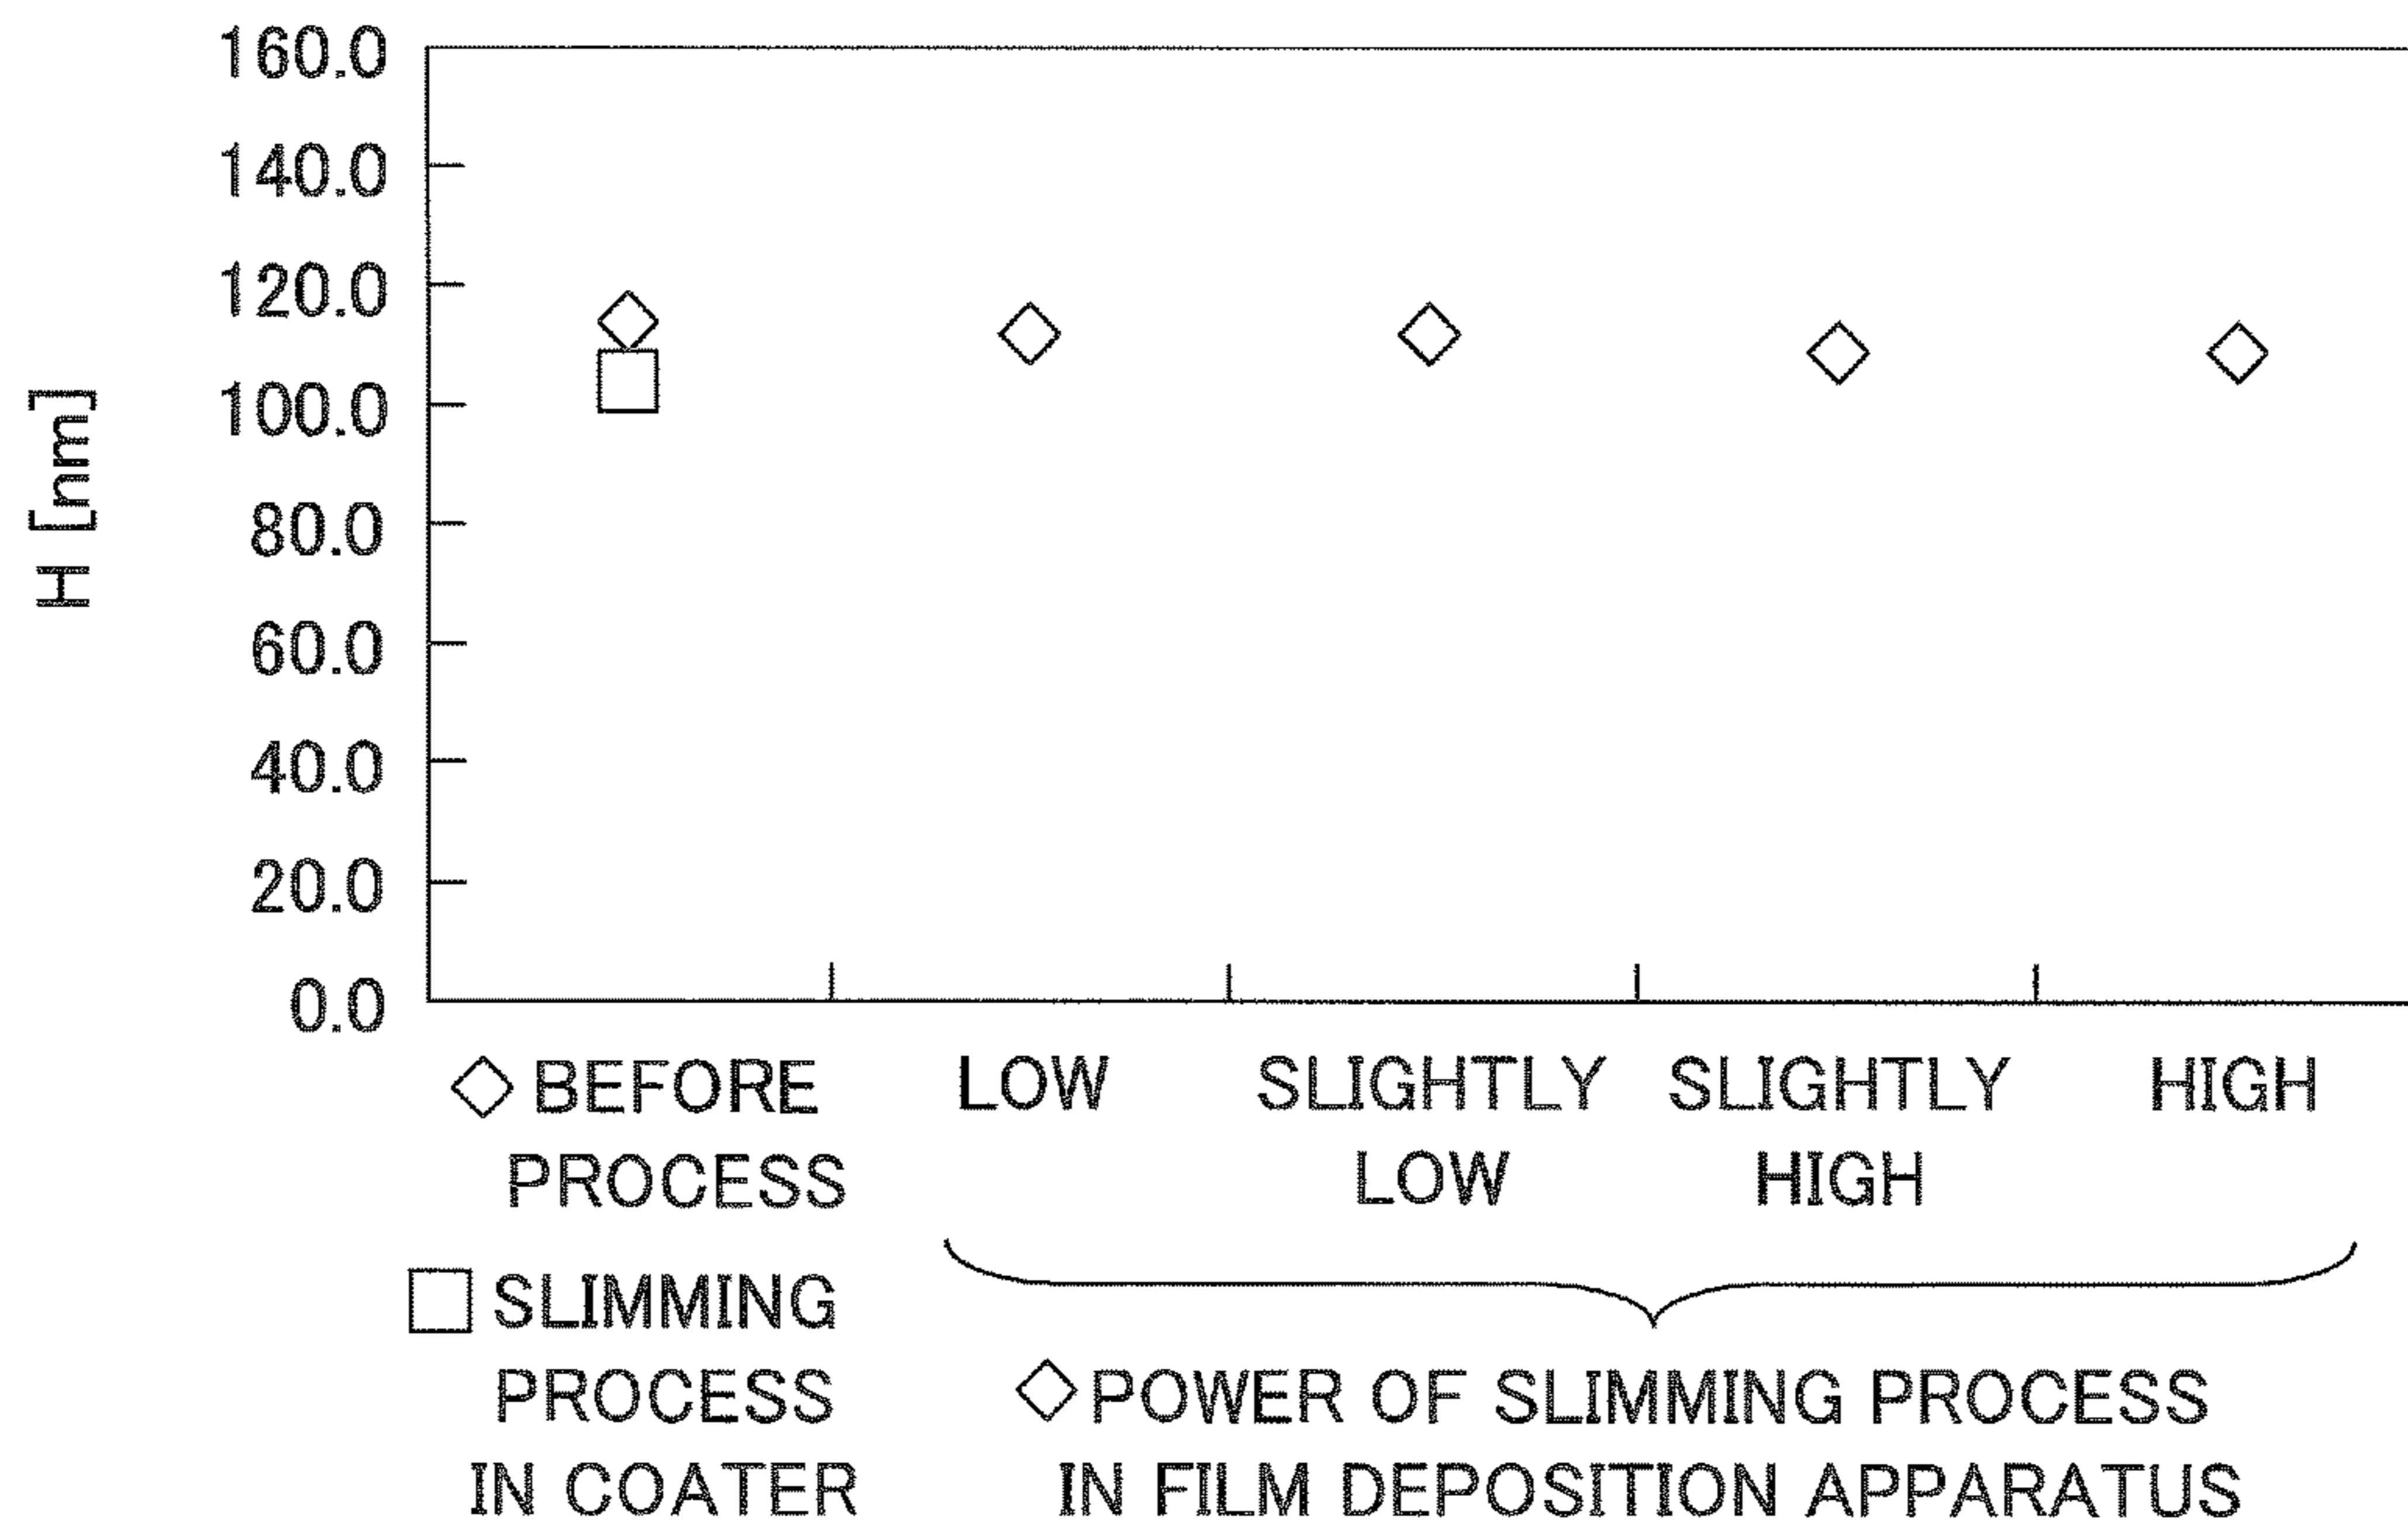 160.0
140.0
120.0
100.0
80.0
60.0
40.0
20.0
0.0
H [nm]
BEFORE
PROCESS
SLIMMING
PROCESS
IN COATER
LOW
SLIGHTLY
LOW
SLIGHTLY
HIGH
HIGH
POWER OF SLIMMING PROCESS
IN FILM DEPOSITION APPARATUS